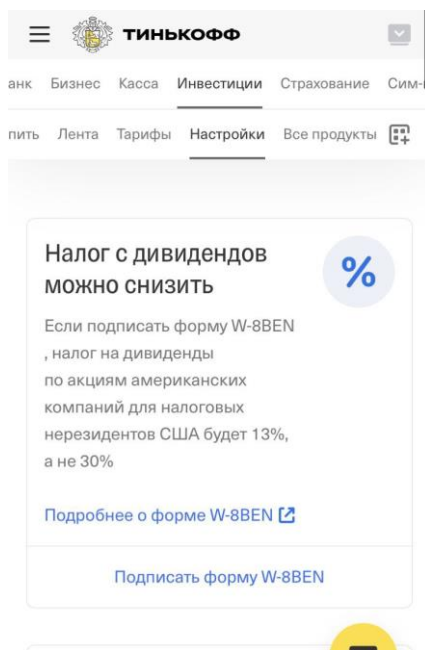 ТИНЬКОФФ
анк Бизнес Касса Инвестиции Страхование Сим-
пить Лента Тарифы Настройки Все продукты
Налог с дивидендов
можно снизить
%
Если подписать форму W-8BEN
, налог на дивиденды
по акциям американских
компаний для налоговых
нерезидентов США будет 13%,
а не 30%
Подробнее о форме W-8BEN
Подписать форму W-8BEN